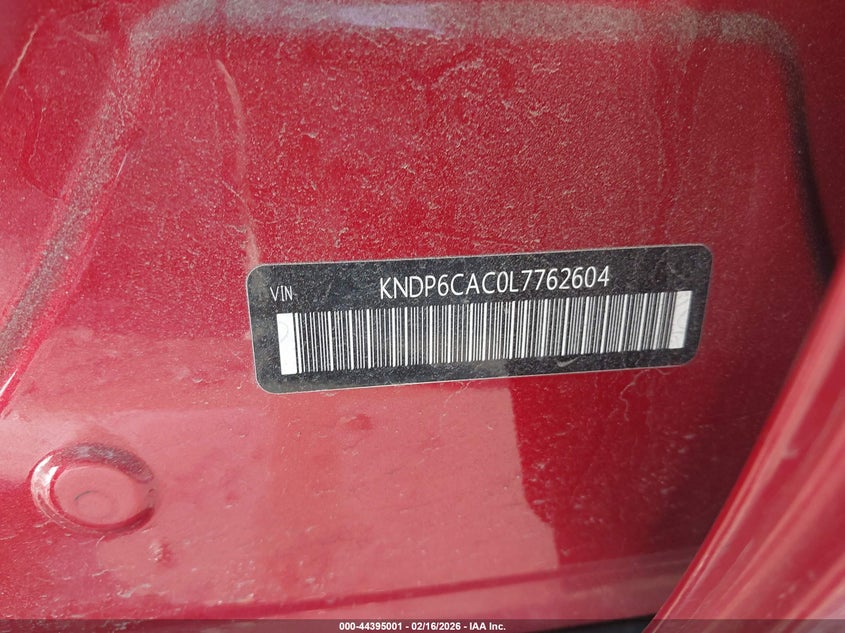 VIN
KNDP6CAC0L7762604
000-44395001 - 02/16/2026 - IAA Inc.